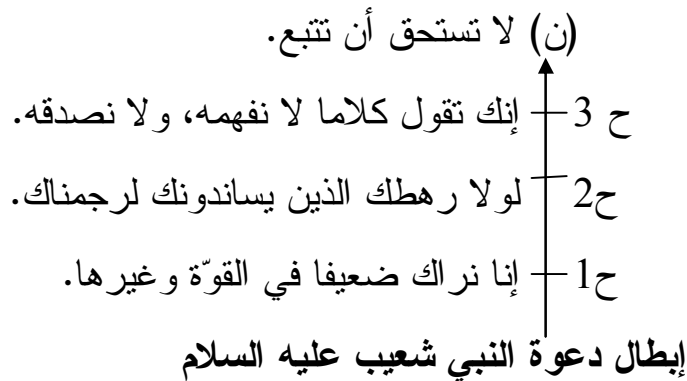 (ن) لا تستحق أن تتبع.
ح 3 إنك تقول كلاما لا نفهمه، ولا نصدقه.
ح2 لولا رهطك الذين يساندونك لرجمناك.
ح1 إنا نراك ضعيفا في القوّة وغيرها.
إبطال دعوة النبي شعيب عليه السلام